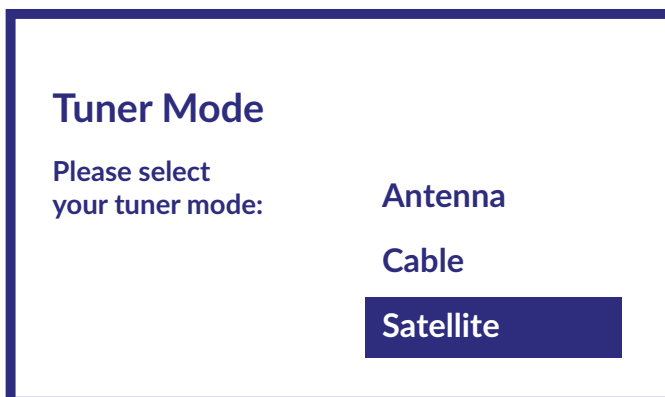 Tuner Mode
Please select
your tuner mode:
Antenna
Cable
Satellite